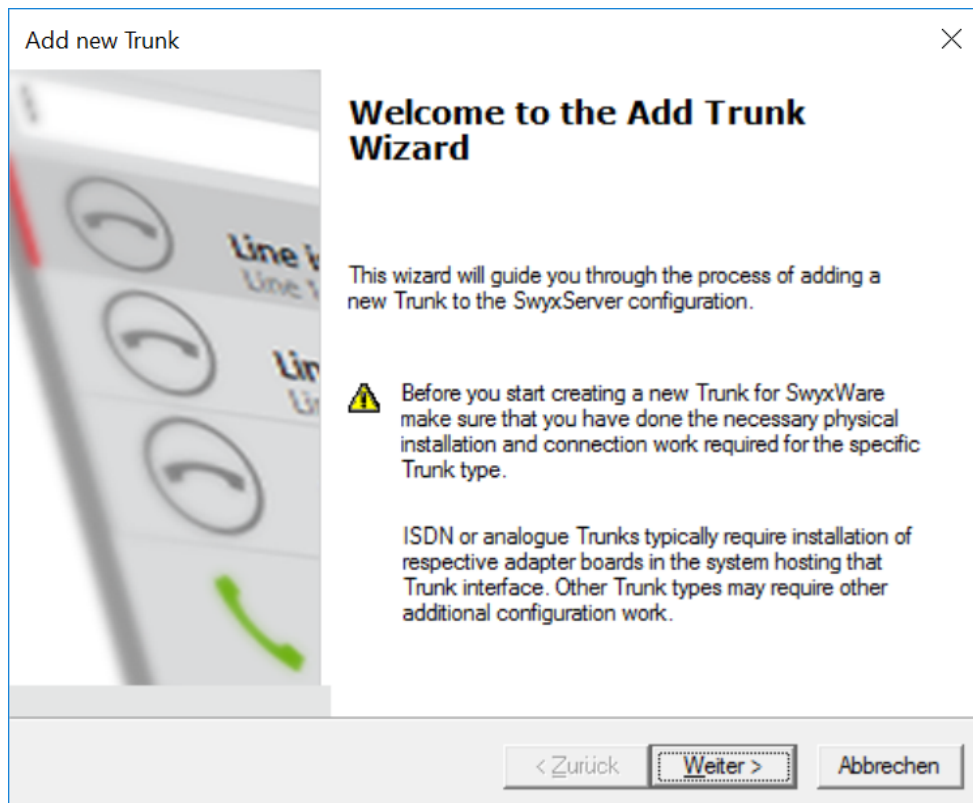 Add new Trunk
Welcome to the Add Trunk
Wizard
Line
Line
This wizard will guide you through the process of adding a
new Trunk to the SwyxServer configuration.
Before you start creating a new Trunk for SwyxWare
make sure that you have done the necessary physical
installation and connection work required for the specific
Trunk type.
ISDN or analogue Trunks typically require installation of
respective adapter boards in the system hosting that
Trunk interface. Other Trunk types may require other
additional configuration work.
< Zurück
Weiter >
Abbrechen